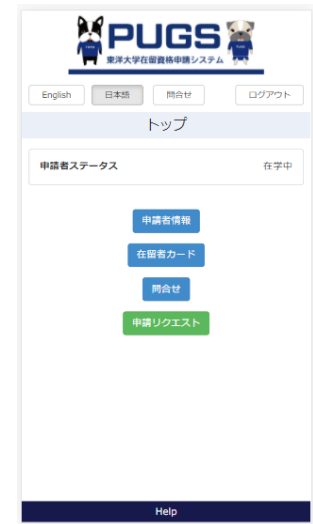 PUGS
東洋大学在留資格申請システム
English 日本語 問合せ ログアウト
トップ
申請者ステータス 在学中
申請者情報
在留者カード
問合せ
申請リクエスト
Help